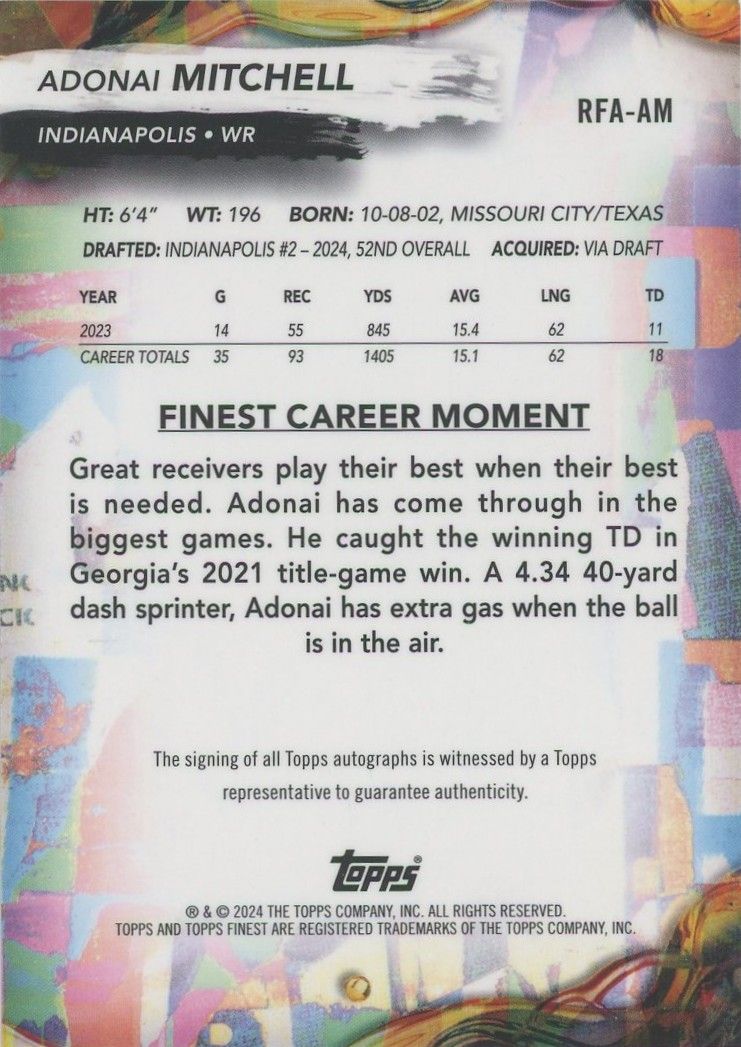 ADONAI MITCHELL
RFA-AM
INDIANAPOLIS • WR
HT: 6'4" WT: 196 BORN: 10-08-02, MISSOURI CITY/TEXAS
DRAFTED: INDIANAPOLIS #2 – 2024, 52ND OVERALL ACQUIRED: VIA DRAFT
YEAR G REC YDS AVG LNG TD
2023 14 55 845 15.4 62 11
CAREER TOTALS 35 93 1405 15.1 62 18
FINEST CAREER MOMENT
Great receivers play their best when their best
is needed. Adonai has come through in the
biggest games. He caught the winning TD in
Georgia's 2021 title-game win. A 4.34 40-yard
dash sprinter, Adonai has extra gas when the ball
is in the air.
The signing of all Topps autographs is witnessed by a Topps
representative to guarantee authenticity.
Topps®
® & © 2024 THE TOPPS COMPANY, INC. ALL RIGHTS RESERVED.
TOPPS AND TOPPS FINEST ARE REGISTERED TRADEMARKS OF THE TOPPS COMPANY, INC.